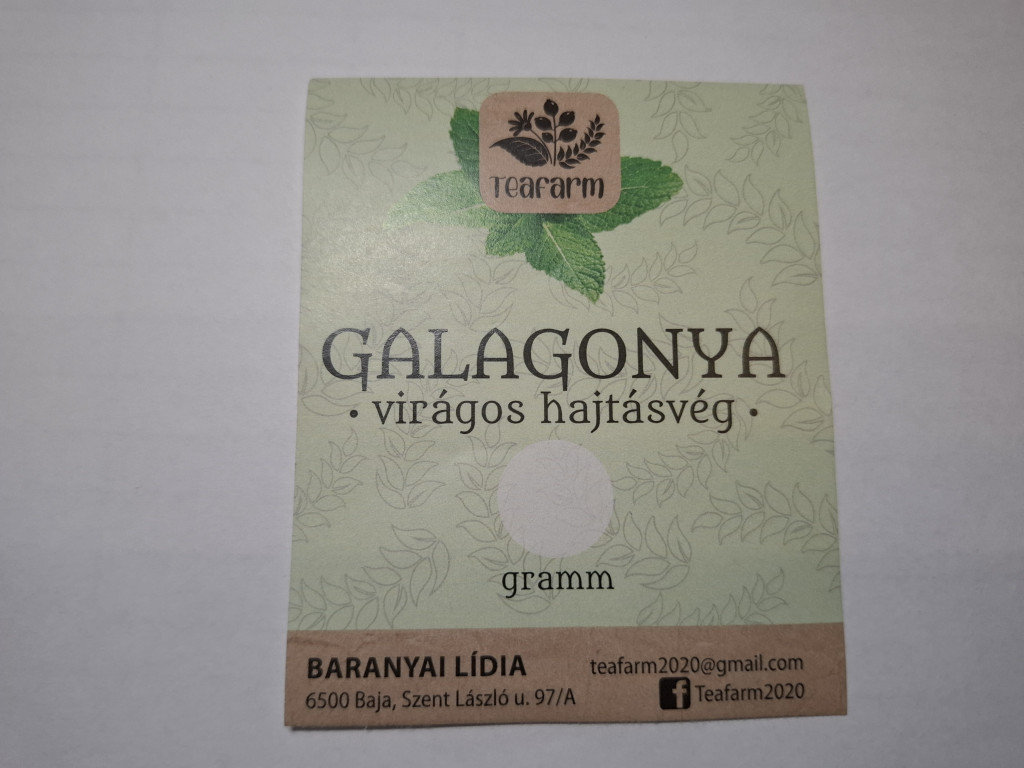 Teafarm
GALAGONYA
• virágos hajtásvég •
gramm
BARANYAI LÍDIA
6500 Baja, Szent László u. 97/A
teafarm2020@gmail.com
f Teafarm2020